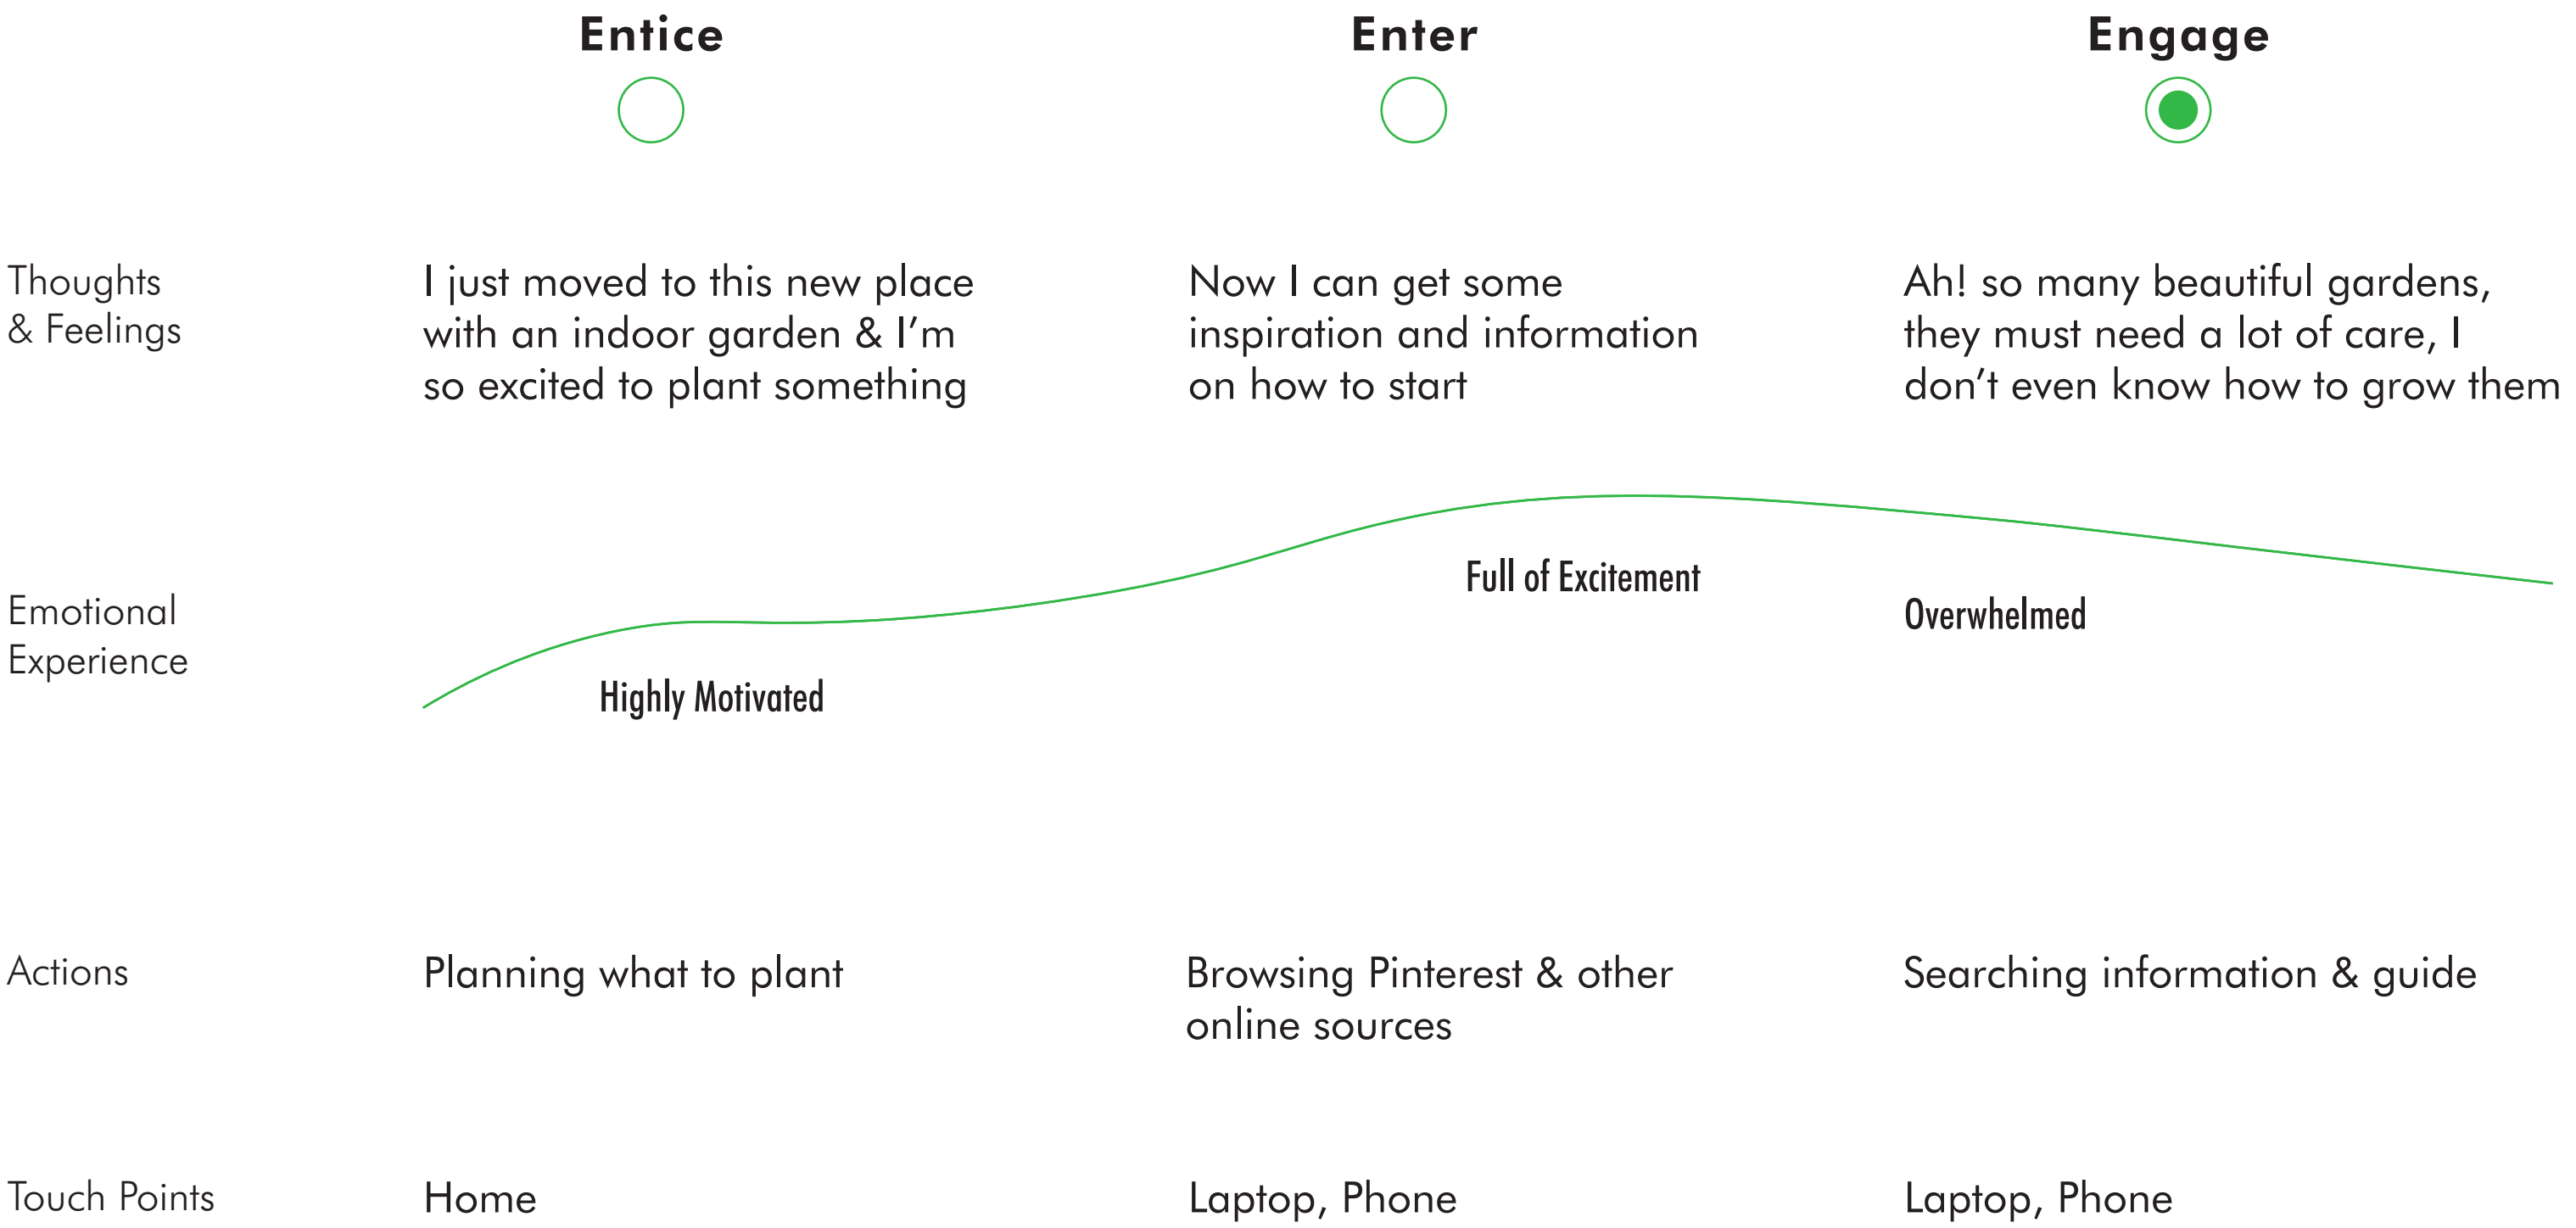 Entice
Enter
Engage
Thoughts
& Feelings
I just moved to this new place
with an indoor garden & I’m
so excited to plant something
Now I can get some
inspiration and information
on how to start
Ah! so many beautiful gardens,
they must need a lot of care, I
don’t even know how to grow them
Emotional
Experience
Highly Motivated
Full of Excitement
Overwhelmed
Actions
Planning what to plant
Browsing Pinterest & other
online sources
Searching information & guide
Touch Points
Home
Laptop, Phone
Laptop, Phone